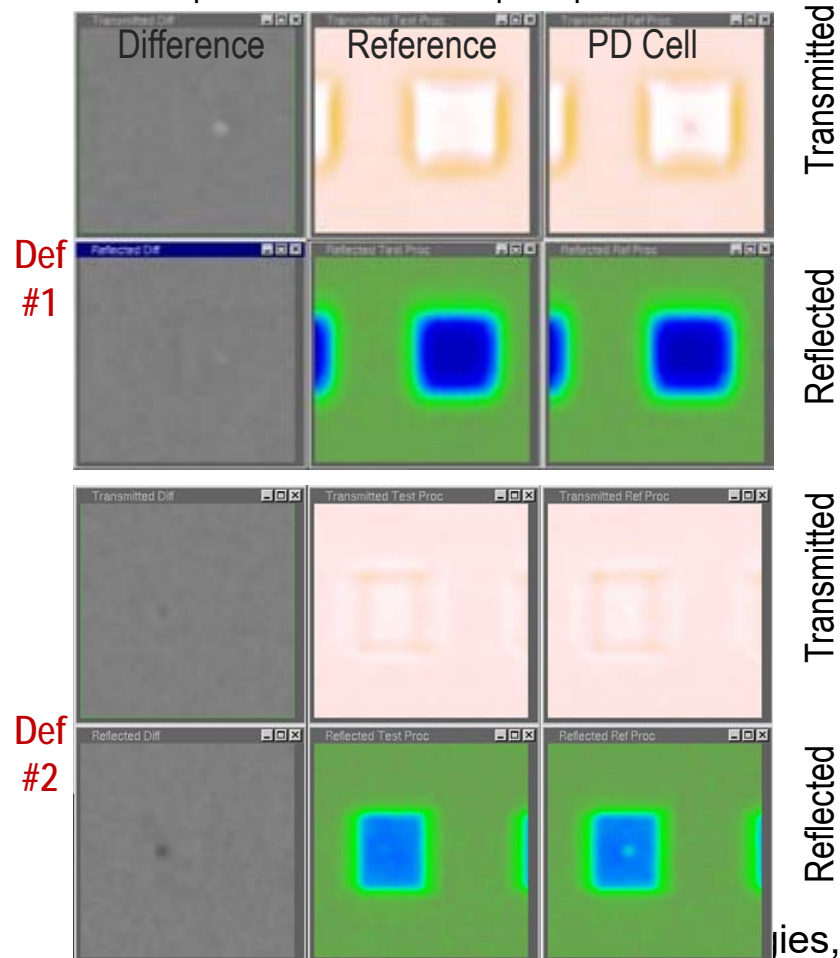 Difference Reference PD Cell
Transmitted
Def
#1
Reflected Diff Reflected Test Proc Reflected Ref Proc
Reflected
Transmitted Diff Transmitted Test Proc Transmitted Ref Proc
Transmitted
Def
#2
Reflected Diff Reflected Test Proc Reflected Ref Proc
Reflected